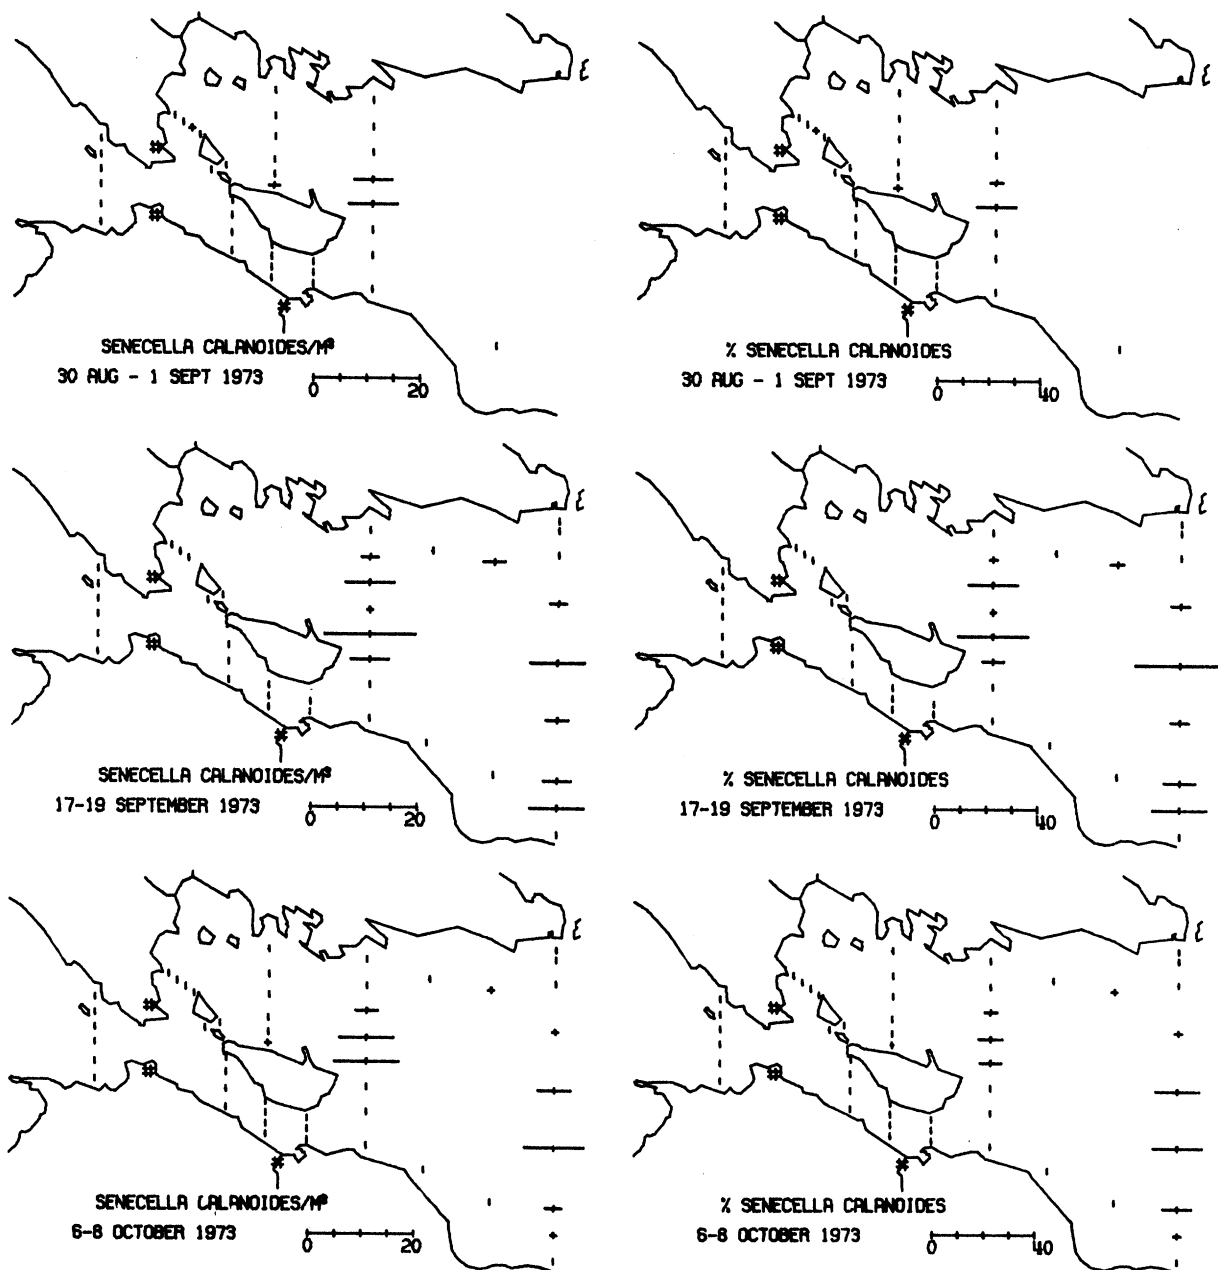 SENECELLA CALANOIDES/M³
30 AUG - 1 SEPT 1973
0 20
% SENECELLA CALANOIDES
30 AUG - 1 SEPT 1973
0 40
SENECELLA CALANOIDES/M³
17-19 SEPTEMBER 1973
0 20
% SENECELLA CALANOIDES
17-19 SEPTEMBER 1973
0 40
SENECELLA CALANOIDES/M³
6-8 OCTOBER 1973
0 20
% SENECELLA CALANOIDES
6-8 OCTOBER 1973
0 40